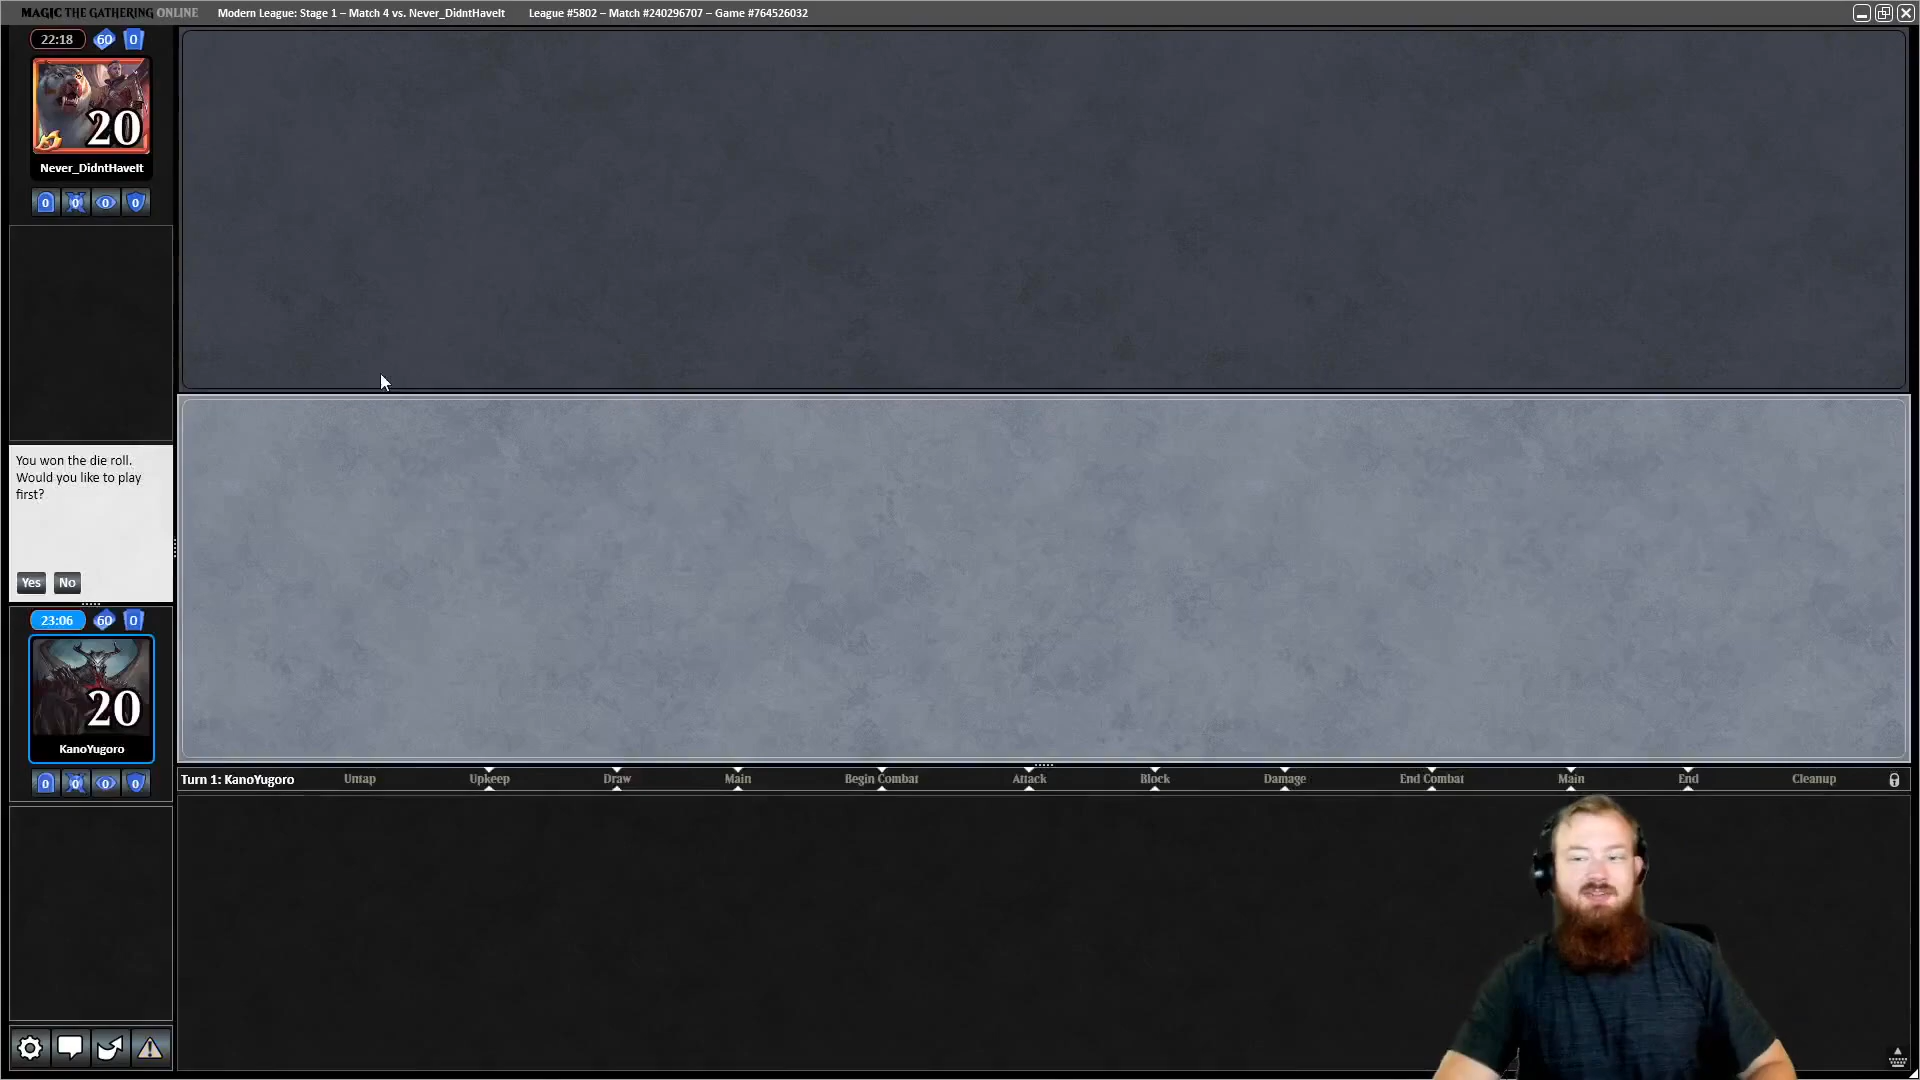 MAGIC THE GATHERING ONLINE
Modern League: Stage 1 – Match 4 vs. Never_DidntHaveIt League #5802 – Match #240296707 – Game #764526032
22:18 60 0
20
Never_DidntHaveIt
0 0 0 0
You won the die roll.
Would you like to play
first?
Yes No
23:06 60 0
20
KanoYugoro
0 0 0 0
Turn 1: KanoYugoro Untap Upkeep Draw Main Begin Combat Attack Block Damage End Combat Main End Cleanup